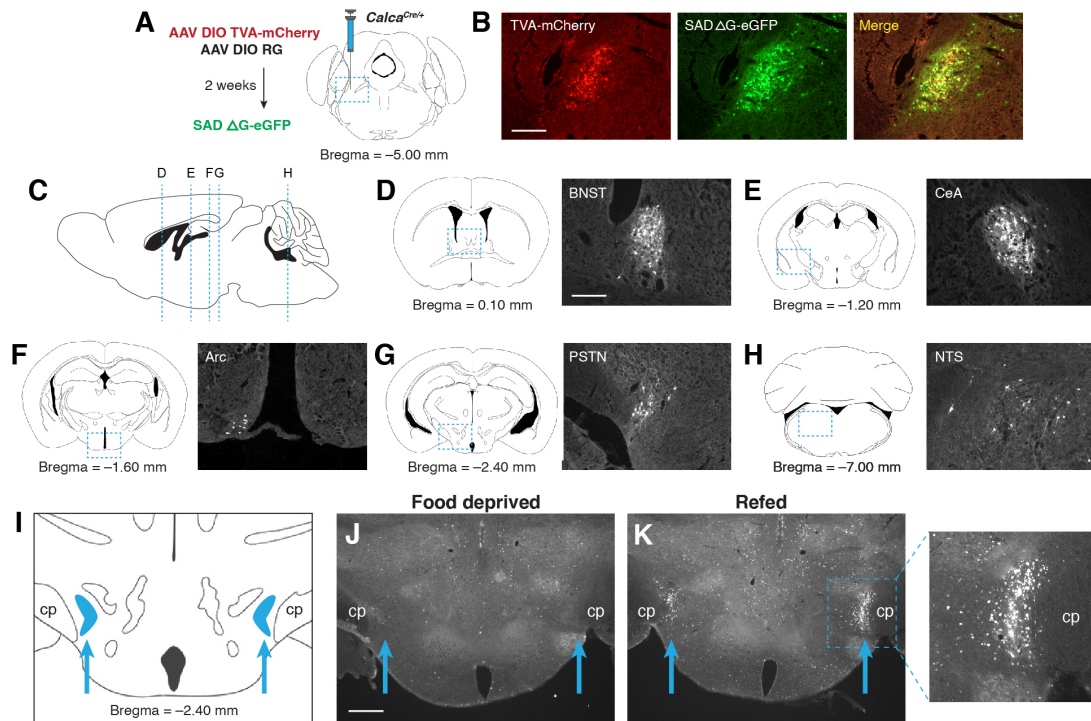 A
AAV DIO TVA-mCherry
AAV DIO RG
2 weeks
SAD ΔG-eGFP
Calca^Cre/+
Bregma = –5.00 mm
B
TVA-mCherry
SAD ΔG-eGFP
Merge
C
D
E
F
G
H
D
BNST
Bregma = 0.10 mm
E
CeA
Bregma = –1.20 mm
F
Arc
Bregma = –1.60 mm
G
PSTN
Bregma = –2.40 mm
H
NTS
Bregma = –7.00 mm
I
cp
cp
Bregma = –2.40 mm
Food deprived
J
cp
cp
Refed
K
cp
cp
cp